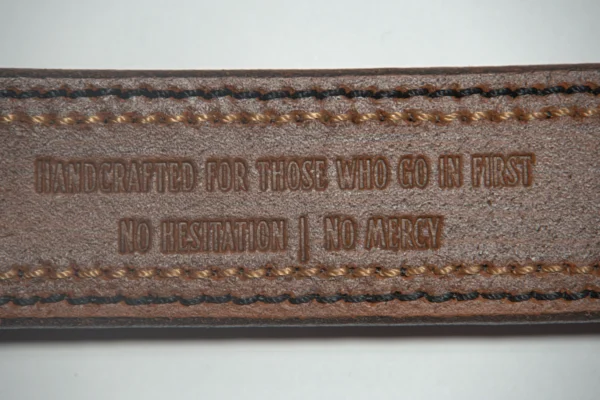 HANDCRAFTED FOR THOSE WHO GO IN FIRST
NO HESITATION | NO MERCY